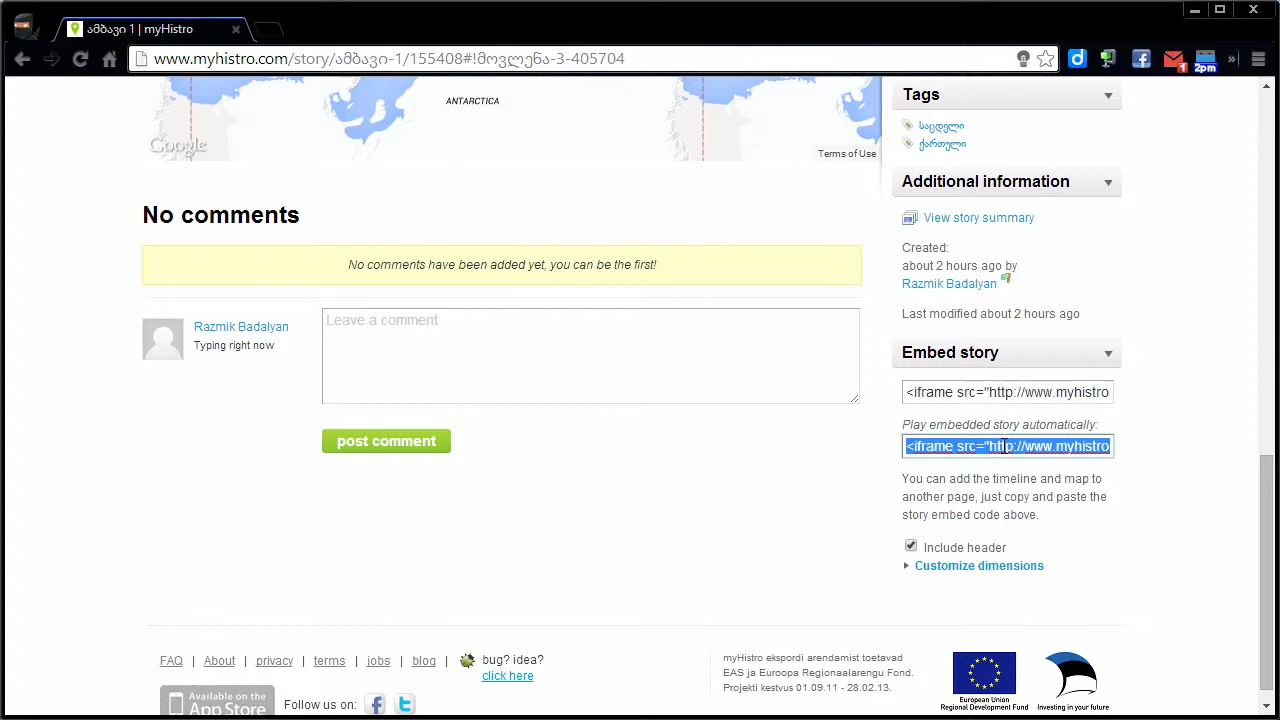 ამბავი 1 | myHistro
www.myhistro.com/story/ამბავი-1/155408#!მოვლენა-3-405704
1
2pm
ANTARCTICA
Google
Terms of Use
Tags
საცდელი
ქართული
Additional information
View story summary
Created:
about 2 hours ago by
Razmik Badalyan
Last modified about 2 hours ago
No comments
No comments have been added yet, you can be the first!
Razmik Badalyan
Typing right now
Leave a comment
post comment
Embed story
<iframe src="http://www.myhistro
Play embedded story automatically:
<iframe src="http://www.myhistro
You can add the timeline and map to
another page, just copy and paste the
story embed code above.
Include header
Customize dimensions
FAQ | About | privacy | terms | jobs | blog |
bug? idea?
click here
Available on the
App Store
Follow us on:
myHistro ekspordi arendamist toetavad
EAS ja Euroopa Regionaalarengu Fond.
Projekti kestvus 01.09.11 - 28.02.13.
European Union
Regional Development Fund
Investing in your future